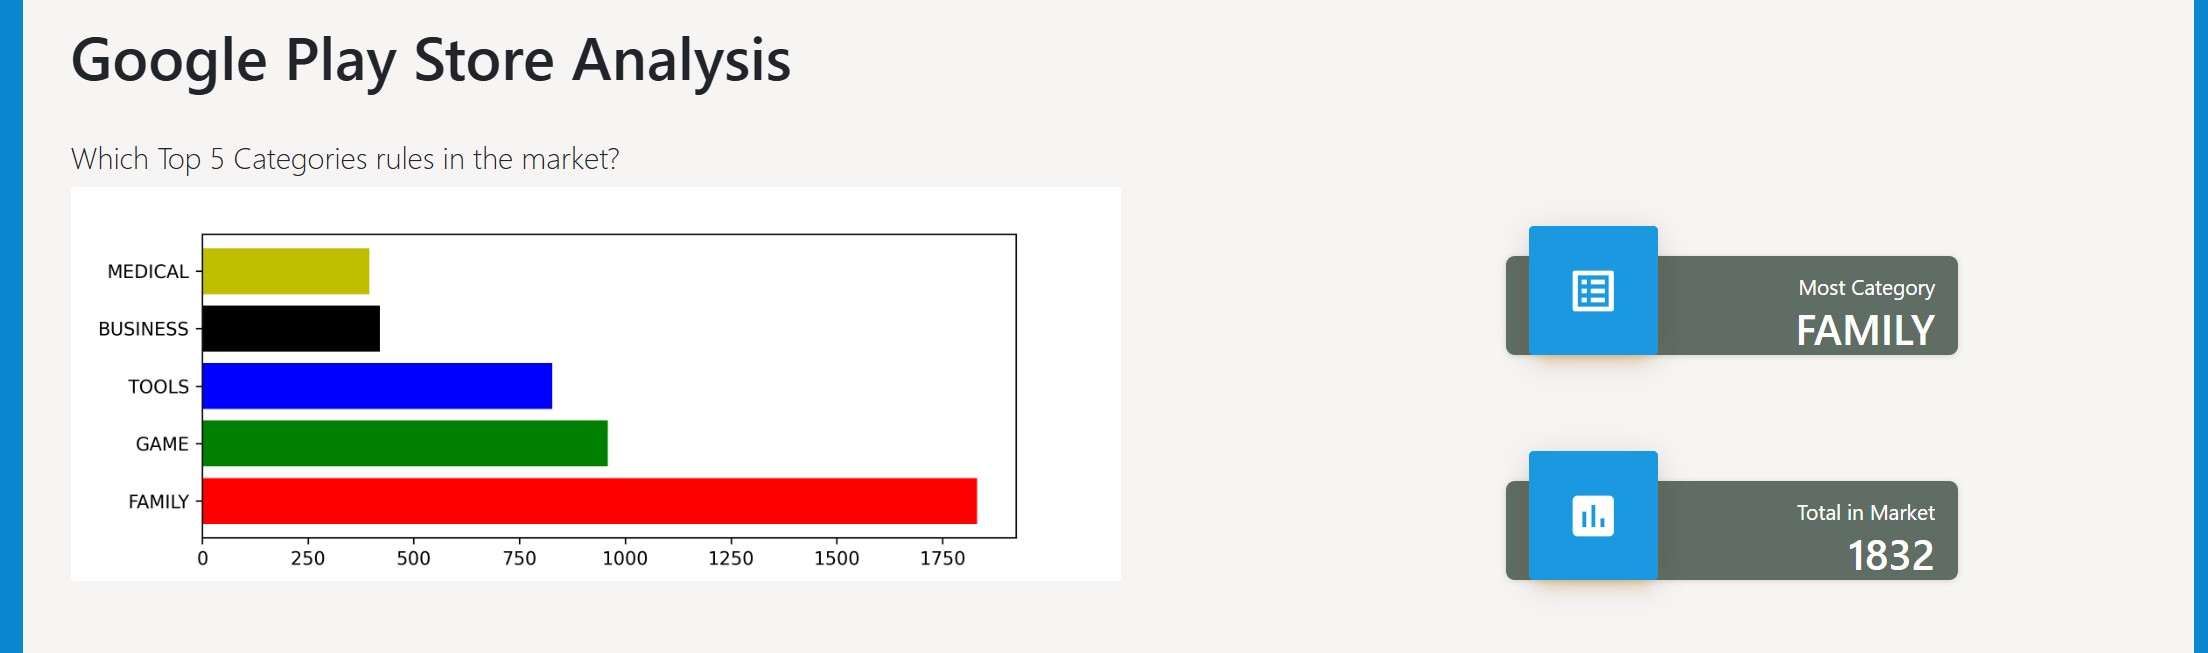 Google Play Store Analysis
Which Top 5 Categories rules in the market?
MEDICAL
BUSINESS
TOOLS
GAME
FAMILY
0 250 500 750 1000 1250 1500 1750
Most Category
FAMILY
Total in Market
1832